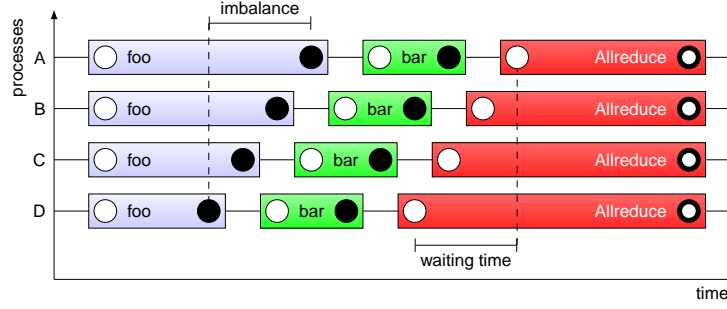 imbalance
processes
A foo bar Allreduce
B foo bar Allreduce
C foo bar Allreduce
D foo bar Allreduce
waiting time
time